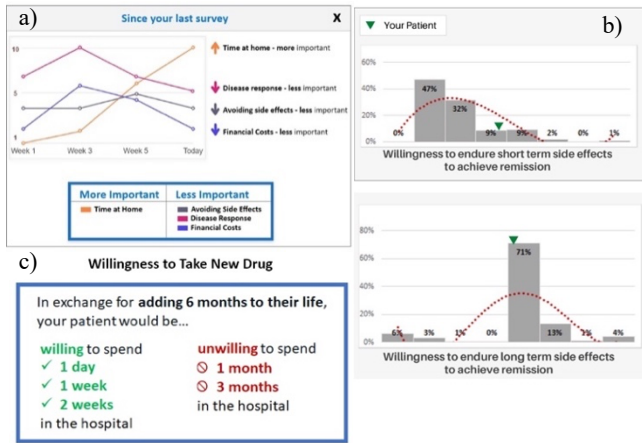 a)
Since your last survey
X
10
5
1
Week 1
Week 3
Week 5
Today
Time at home - more important
Disease response - less important
Avoiding side effects - less important
Financial Costs - less important
More Important
Less Important
Time at Home
Avoiding Side Effects
Disease Response
Financial Costs
b)
Your Patient
60%
40%
20%
0%
0%
47%
32%
9%
9%
2%
0%
1%
Willingness to endure short term side effects
to achieve remission
80%
60%
40%
20%
0%
6%
3%
1%
0%
71%
13%
1%
4%
Willingness to endure long term side effects
to achieve remission
c)
Willingness to Take New Drug
In exchange for adding 6 months to their life,
your patient would be...
willing to spend
✓ 1 day
✓ 1 week
✓ 2 weeks
in the hospital
unwilling to spend
1 month
3 months
in the hospital